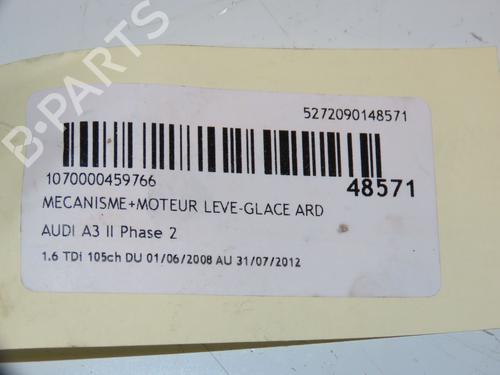 5272090148571
1070000459766
48571
MECANISME+MOTEUR LEVE-GLACE ARD
AUDI A3 II Phase 2
1.6 TDi 105ch DU 01/06/2008 AU 31/07/2012
B-PARTS